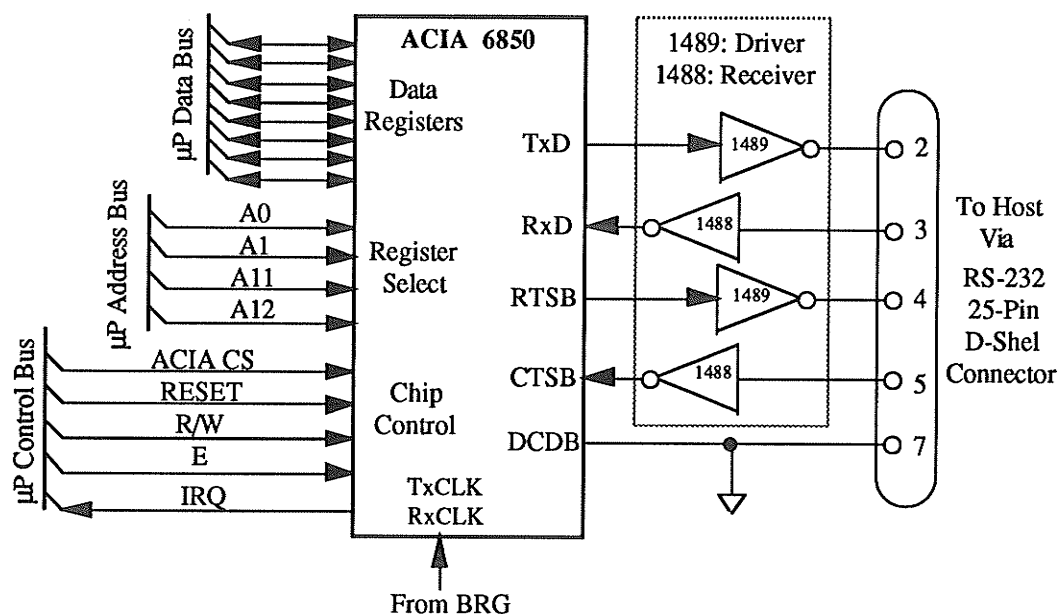 µP Data Bus
µP Address Bus
µP Control Bus
A0
A1
A11
A12
ACIA CS
RESET
R/W
E
IRQ
ACIA 6850
Data
Registers
Register
Select
Chip
Control
TxCLK
RxCLK
From BRG
TxD
RxD
RTSB
CTSB
DCDB
1489: Driver
1488: Receiver
1489
1488
1489
1488
2
3
4
5
7
To Host
Via
RS-232
25-Pin
D-Shel
Connector